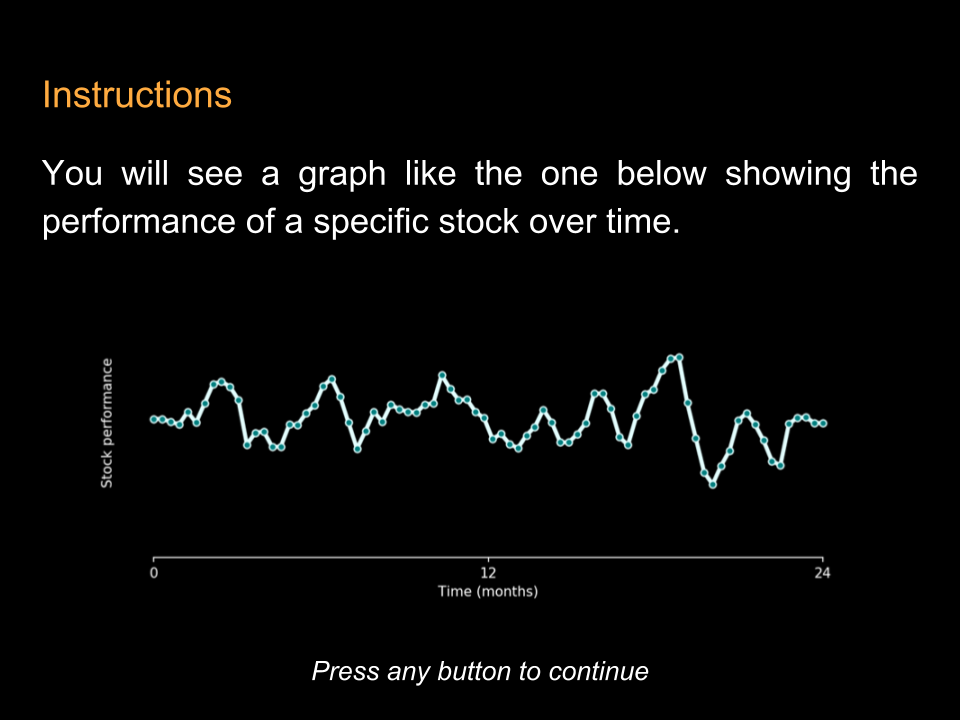 Instructions
You will see a graph like the one below showing the
performance of a specific stock over time.
Stock performance
0 12 24
Time (months)
Press any button to continue